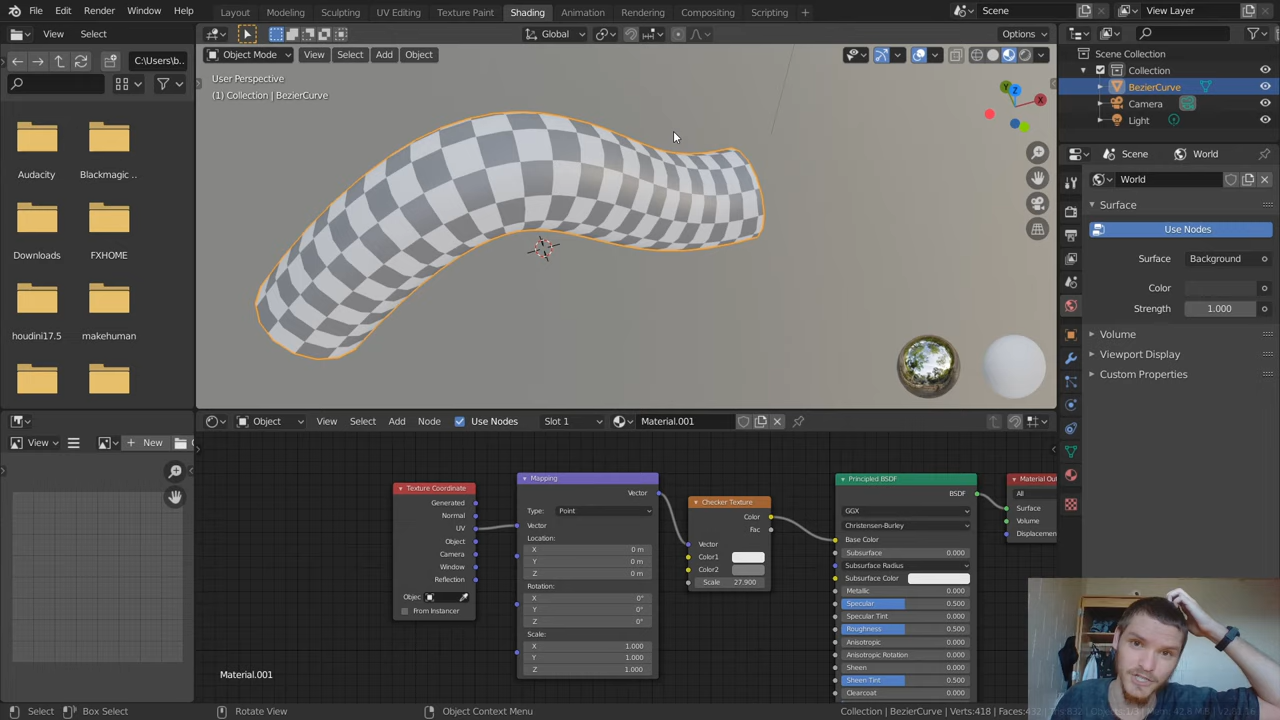 File Edit Render Window Help
Layout Modeling Sculpting UV Editing Texture Paint Shading Animation Rendering Compositing Scripting +
Scene
View Layer
View Select
Global
Options
Object Mode View Select Add Object
C:\Users\b..
User Perspective
(1) Collection | BezierCurve
Audacity
Blackmagic ...
Downloads
FXHOME
houdini17.5
makehuman
Z
Y
X
Scene Collection
Collection
BezierCurve
Camera
Light
Scene > World
World
Surface
Use Nodes
Surface Background
Color
Strength 1.000
Volume
Viewport Display
Custom Properties
View
New
Object View Select Add Node Use Nodes Slot 1 Material.001
Texture Coordinate
Generated
Normal
UV
Object
Camera
Window
Reflection
Objec
From Instancer
Mapping
Vector
Type: Point
Vector
Location:
X 0 m
Y 0 m
Z 0 m
Rotation:
X 0°
Y 0°
Z 0°
Scale:
X 1.000
Y 1.000
Z 1.000
Checker Texture
Color
Fac
Vector
Color1
Color2
Scale 27.900
Principled BSDF
BSDF
GGX
Christensen-Burley
Base Color
Subsurface 0.000
Subsurface Radius
Subsurface Color
Metallic 0.000
Specular 0.500
Specular Tint 0.000
Roughness 0.500
Anisotropic 0.000
Anisotropic Rotation 0.000
Sheen 0.000
Sheen Tint 0.500
Clearcoat 0.000
Material Out
All
Surface
Volume
Displacemen
Material.001
Select Box Select Rotate View Object Context Menu
Collection | BezierCurve | Verts:418 | Faces:432